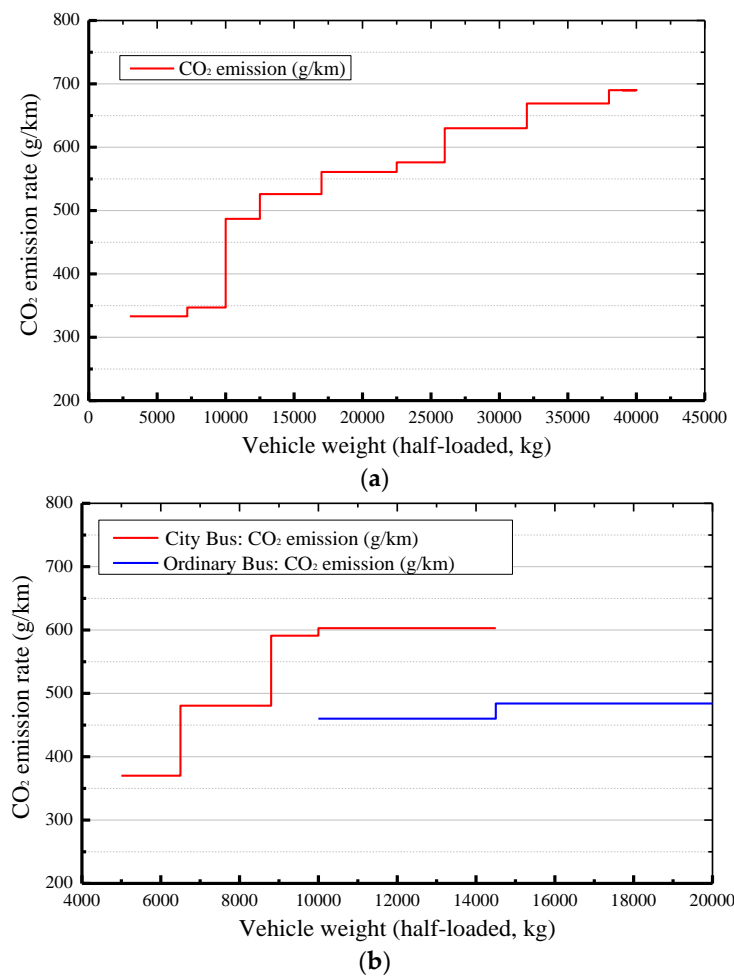 800
700
600
500
400
300
200
CO₂ emission rate (g/km)
CO₂ emission (g/km)
0 5000 10000 15000 20000 25000 30000 35000 40000 45000
Vehicle weight (half-loaded, kg)
(a)
800
700
600
500
400
300
200
CO₂ emission rate (g/km)
City Bus: CO₂ emission (g/km)
Ordinary Bus: CO₂ emission (g/km)
4000 6000 8000 10000 12000 14000 16000 18000 20000
Vehicle weight (half-loaded, kg)
(b)